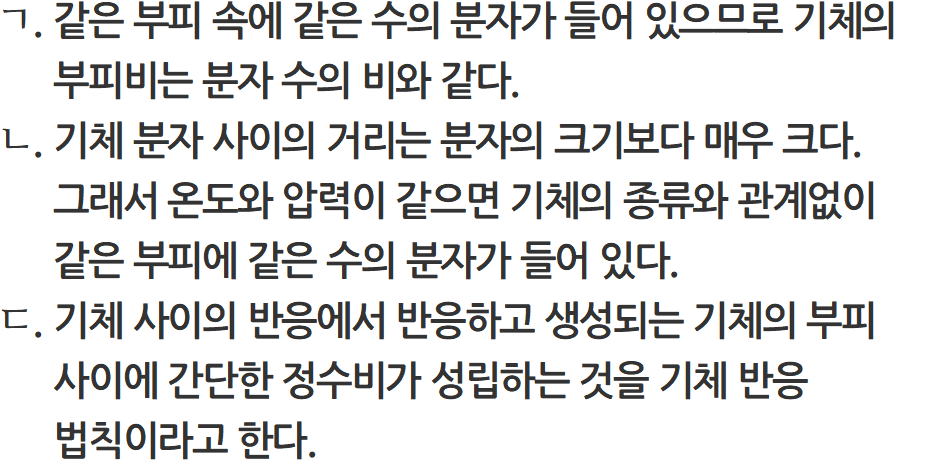 ㄱ. 같은 부피 속에 같은 수의 분자가 들어 있으므로 기체의
부피비는 분자 수의 비와 같다.
ㄴ. 기체 분자 사이의 거리는 분자의 크기보다 매우 크다.
그래서 온도와 압력이 같으면 기체의 종류와 관계없이
같은 부피에 같은 수의 분자가 들어 있다.
ㄷ. 기체 사이의 반응에서 반응하고 생성되는 기체의 부피
사이에 간단한 정수비가 성립하는 것을 기체 반응
법칙이라고 한다.